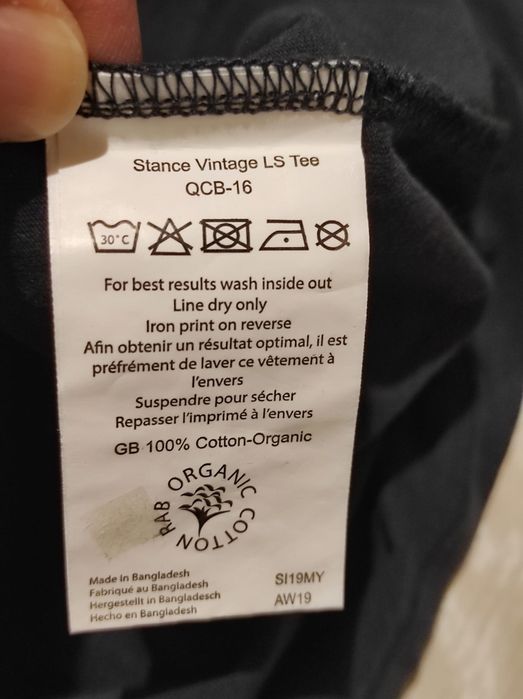 Stance Vintage LS Tee
QCB-16
30°C
For best results wash inside out
Line dry only
Iron print on reverse
Afin obtenir un résultat optimal, il est
préfrément de laver ce vêtement à
l'envers
Suspendre pour sécher
Repasser l'imprimé à l'envers
GB 100% Cotton-Organic
RAB ORGANIC COTTON
Made in Bangladesh
Fabriqué au Bangladesh
Hergestellt in Bangladesch
Hecho en Bangladesh
SI19MY
AW19